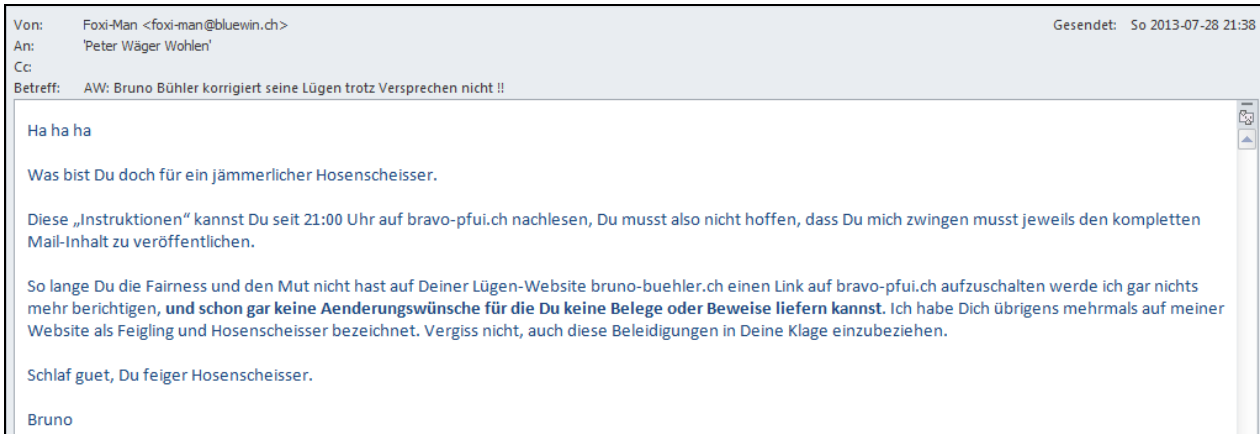 Von: Foxi-Man <foxi-man@bluewin.ch> Gesendet: So 2013-07-28 21:38
An: 'Peter Wäger Wohlen'
Cc:
Betreff: AW: Bruno Bühler korrigiert seine Lügen trotz Versprechen nicht !!
Ha ha ha
Was bist Du doch für ein jämmerlicher Hosenscheisser.
Diese „Instruktionen“ kannst Du seit 21:00 Uhr auf bravo-pfui.ch nachlesen, Du musst also nicht hoffen, dass Du mich zwingen musst jeweils den kompletten
Mail-Inhalt zu veröffentlichen.
So lange Du die Fairness und den Mut nicht hast auf Deiner Lügen-Website bruno-buehler.ch einen Link auf bravo-pfui.ch aufzuschalten werde ich gar nichts
mehr berichtigen, und schon gar keine Aenderungswünsche für die Du keine Belege oder Beweise liefern kannst. Ich habe Dich übrigens mehrmals auf meiner
Website als Feigling und Hosenscheisser bezeichnet. Vergiss nicht, auch diese Beleidigungen in Deine Klage einzubeziehen.
Schlaf guet, Du feiger Hosenscheisser.
Bruno